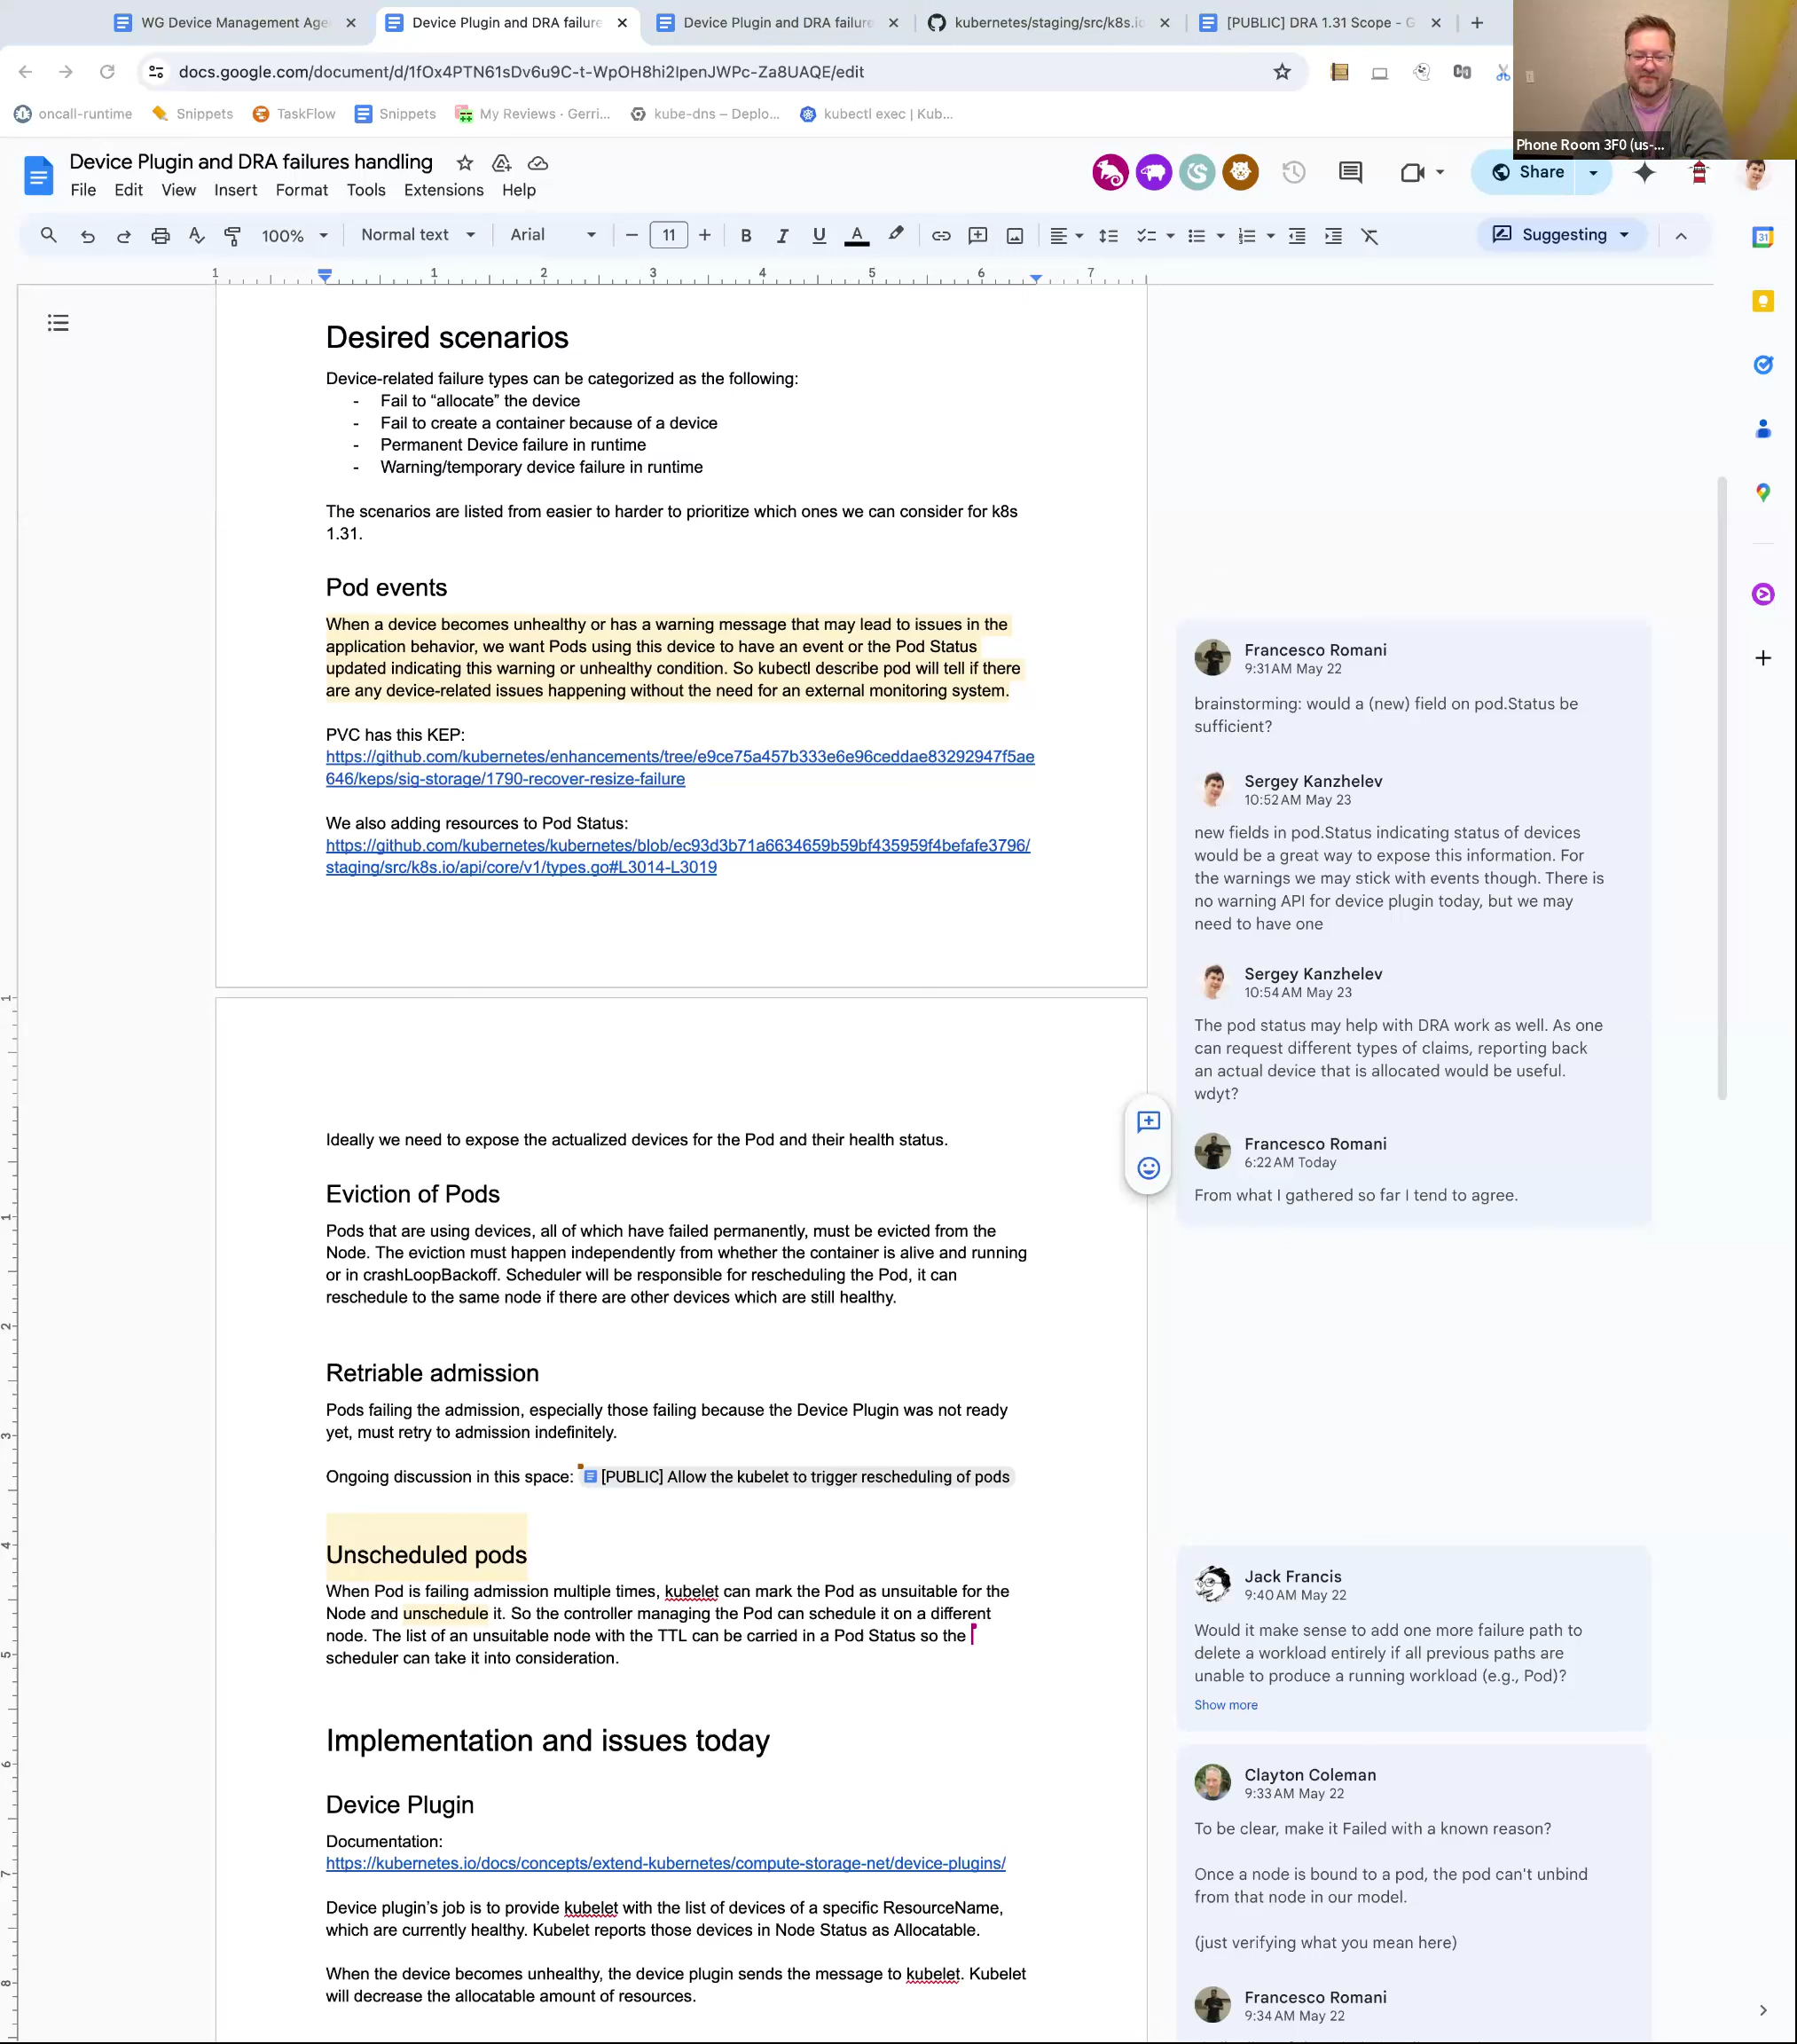 WG Device Management Age
Device Plugin and DRA failure
Device Plugin and DRA failure
kubernetes/staging/src/k8s.io
[PUBLIC] DRA 1.31 Scope - G
docs.google.com/document/d/1fOx4PTN61sDv6u9C-t-WpOH8hi2IpenJWPc-Za8UAQE/edit
oncall-runtime
Snippets
TaskFlow
Snippets
My Reviews · Gerri...
kube-dns – Deplo...
kubectl exec | Kub...
Phone Room 3F0 (us-...
Device Plugin and DRA failures handling
File Edit View Insert Format Tools Extensions Help
Share
100% Normal text Arial 11
Suggesting
1 1 2 3 4 5 6 7
Desired scenarios
Device-related failure types can be categorized as the following:
- Fail to “allocate” the device
- Fail to create a container because of a device
- Permanent Device failure in runtime
- Warning/temporary device failure in runtime
The scenarios are listed from easier to harder to prioritize which ones we can consider for k8s
1.31.
Pod events
When a device becomes unhealthy or has a warning message that may lead to issues in the
application behavior, we want Pods using this device to have an event or the Pod Status
updated indicating this warning or unhealthy condition. So kubectl describe pod will tell if there
are any device-related issues happening without the need for an external monitoring system.
PVC has this KEP:
https://github.com/kubernetes/enhancements/tree/e9ce75a457b333e6e96ceddae83292947f5ae
646/keps/sig-storage/1790-recover-resize-failure
We also adding resources to Pod Status:
https://github.com/kubernetes/kubernetes/blob/ec93d3b71a6634659b59bf435959f4befafe3796/
staging/src/k8s.io/api/core/v1/types.go#L3014-L3019
Ideally we need to expose the actualized devices for the Pod and their health status.
Eviction of Pods
Pods that are using devices, all of which have failed permanently, must be evicted from the
Node. The eviction must happen independently from whether the container is alive and running
or in crashLoopBackoff. Scheduler will be responsible for rescheduling the Pod, it can
reschedule to the same node if there are other devices which are still healthy.
Retriable admission
Pods failing the admission, especially those failing because the Device Plugin was not ready
yet, must retry to admission indefinitely.
Ongoing discussion in this space: [PUBLIC] Allow the kubelet to trigger rescheduling of pods
Unscheduled pods
When Pod is failing admission multiple times, kubelet can mark the Pod as unsuitable for the
Node and unschedule it. So the controller managing the Pod can schedule it on a different
node. The list of an unsuitable node with the TTL can be carried in a Pod Status so the
scheduler can take it into consideration.
Implementation and issues today
Device Plugin
Documentation:
https://kubernetes.io/docs/concepts/extend-kubernetes/compute-storage-net/device-plugins/
Device plugin’s job is to provide kubelet with the list of devices of a specific ResourceName,
which are currently healthy. Kubelet reports those devices in Node Status as Allocatable.
When the device becomes unhealthy, the device plugin sends the message to kubelet. Kubelet
will decrease the allocatable amount of resources.
Francesco Romani
9:31 AM May 22
brainstorming: would a (new) field on pod.Status be
sufficient?
Sergey Kanzhelev
10:52 AM May 23
new fields in pod.Status indicating status of devices
would be a great way to expose this information. For
the warnings we may stick with events though. There is
no warning API for device plugin today, but we may
need to have one
Sergey Kanzhelev
10:54 AM May 23
The pod status may help with DRA work as well. As one
can request different types of claims, reporting back
an actual device that is allocated would be useful.
wdyt?
Francesco Romani
6:22 AM Today
From what I gathered so far I tend to agree.
Jack Francis
9:40 AM May 22
Would it make sense to add one more failure path to
delete a workload entirely if all previous paths are
unable to produce a running workload (e.g., Pod)?
Show more
Clayton Coleman
9:33 AM May 22
To be clear, make it Failed with a known reason?
Once a node is bound to a pod, the pod can't unbind
from that node in our model.
(just verifying what you mean here)
Francesco Romani
9:34 AM May 22
1
1
2
3
4
5
6
7
8
31